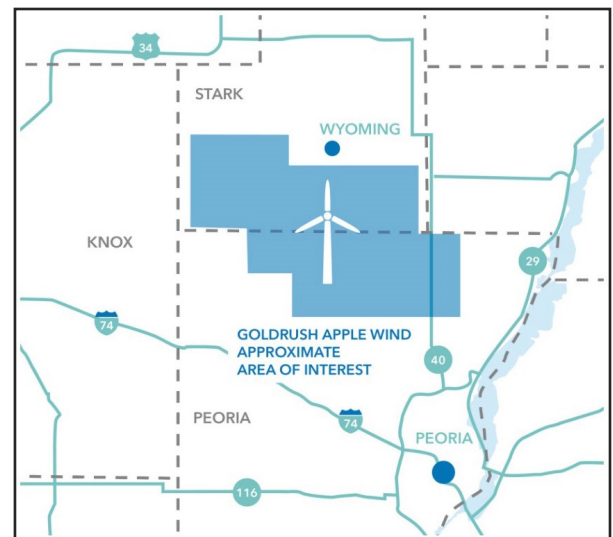 34
STARK
WYOMING
KNOX
29
74
GOLDRUSH APPLE WIND
APPROXIMATE
AREA OF INTEREST
40
PEORIA
74
PEORIA
116